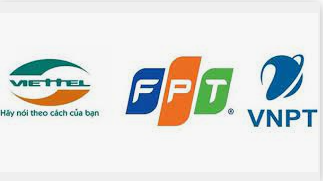 VIETTEL
Hãy nói theo cách của bạn
FPT®
VNPT